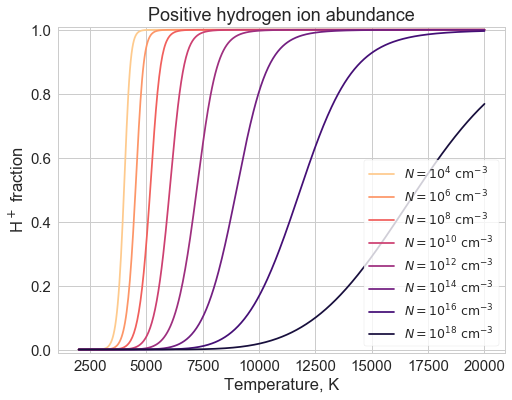 Positive hydrogen ion abundance
1.0
0.8
0.6
0.4
0.2
0.0
H⁺ fraction
N = 10⁴ cm⁻³
N = 10⁶ cm⁻³
N = 10⁸ cm⁻³
N = 10¹⁰ cm⁻³
N = 10¹² cm⁻³
N = 10¹⁴ cm⁻³
N = 10¹⁶ cm⁻³
N = 10¹⁸ cm⁻³
2500 5000 7500 10000 12500 15000 17500 20000
Temperature, K